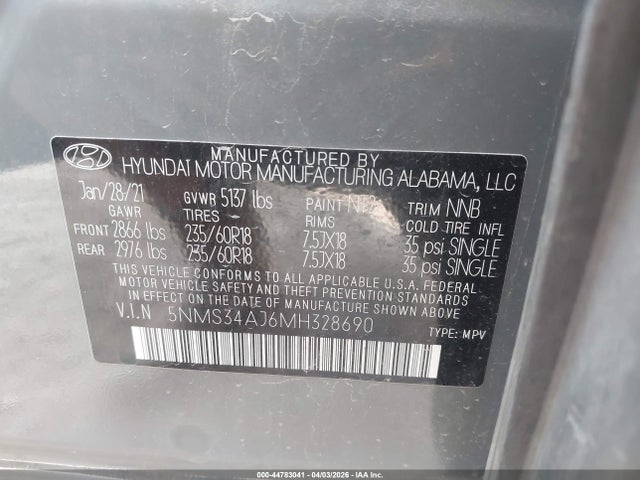 MANUFACTURED BY
HYUNDAI MOTOR MANUFACTURING ALABAMA, LLC
Jan/28/21 GVWR 5137 lbs PAINT TRIM NNB
GAWR TIRES RIMS COLD TIRE INFL
FRONT 2866 lbs 235/60R18 7.5JX18 35 psi SINGLE
REAR 2976 lbs 235/60R18 7.5JX18 35 psi SINGLE
THIS VEHICLE CONFORMS TO ALL APPLICABLE U.S.A. FEDERAL
MOTOR VEHICLE SAFETY AND THEFT PREVENTION STANDARDS
IN EFFECT ON THE DATE OF MANUFACTURE SHOWN ABOVE.
V.I.N 5NMS34AJ6MH328690
TYPE: MPV
000-44783041 - 04/03/2026 - IAA Inc.